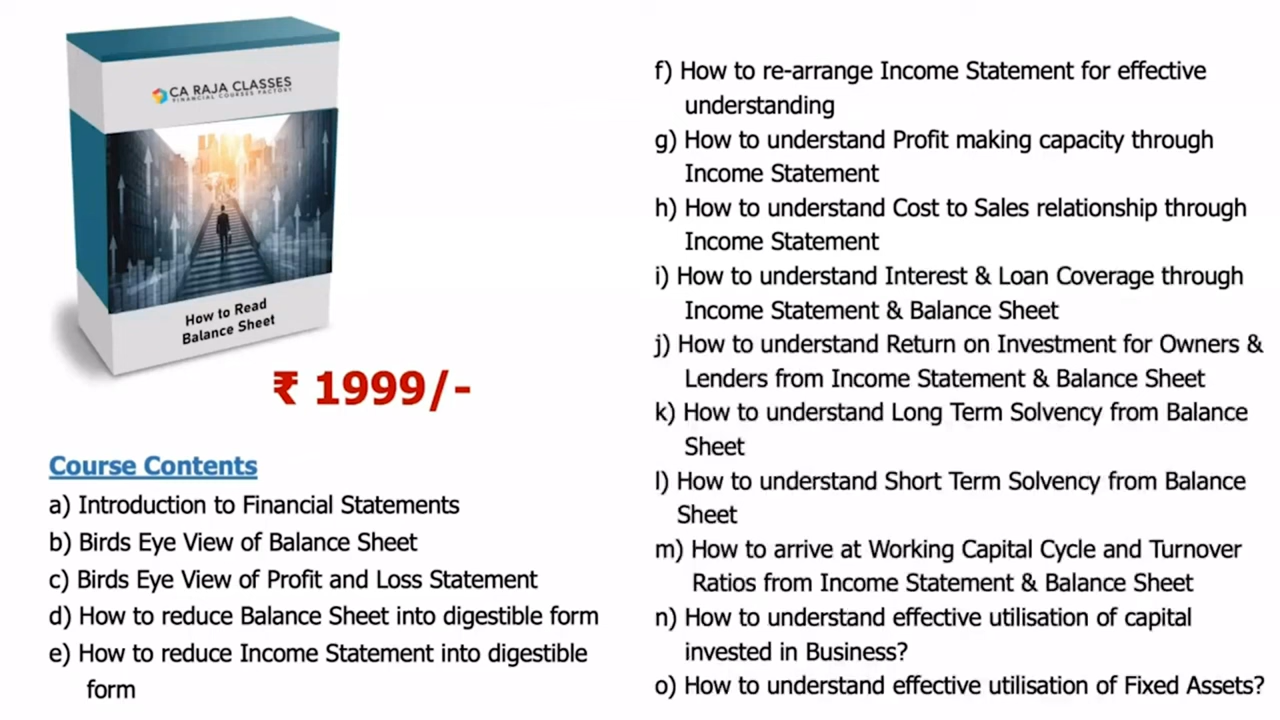 CA RAJA CLASSES
FINANCIAL COURSES FACTORY
How to Read
Balance Sheet
₹ 1999/-
Course Contents
a) Introduction to Financial Statements
b) Birds Eye View of Balance Sheet
c) Birds Eye View of Profit and Loss Statement
d) How to reduce Balance Sheet into digestible form
e) How to reduce Income Statement into digestible
form
f) How to re-arrange Income Statement for effective
understanding
g) How to understand Profit making capacity through
Income Statement
h) How to understand Cost to Sales relationship through
Income Statement
i) How to understand Interest & Loan Coverage through
Income Statement & Balance Sheet
j) How to understand Return on Investment for Owners &
Lenders from Income Statement & Balance Sheet
k) How to understand Long Term Solvency from Balance
Sheet
l) How to understand Short Term Solvency from Balance
Sheet
m) How to arrive at Working Capital Cycle and Turnover
Ratios from Income Statement & Balance Sheet
n) How to understand effective utilisation of capital
invested in Business?
o) How to understand effective utilisation of Fixed Assets?